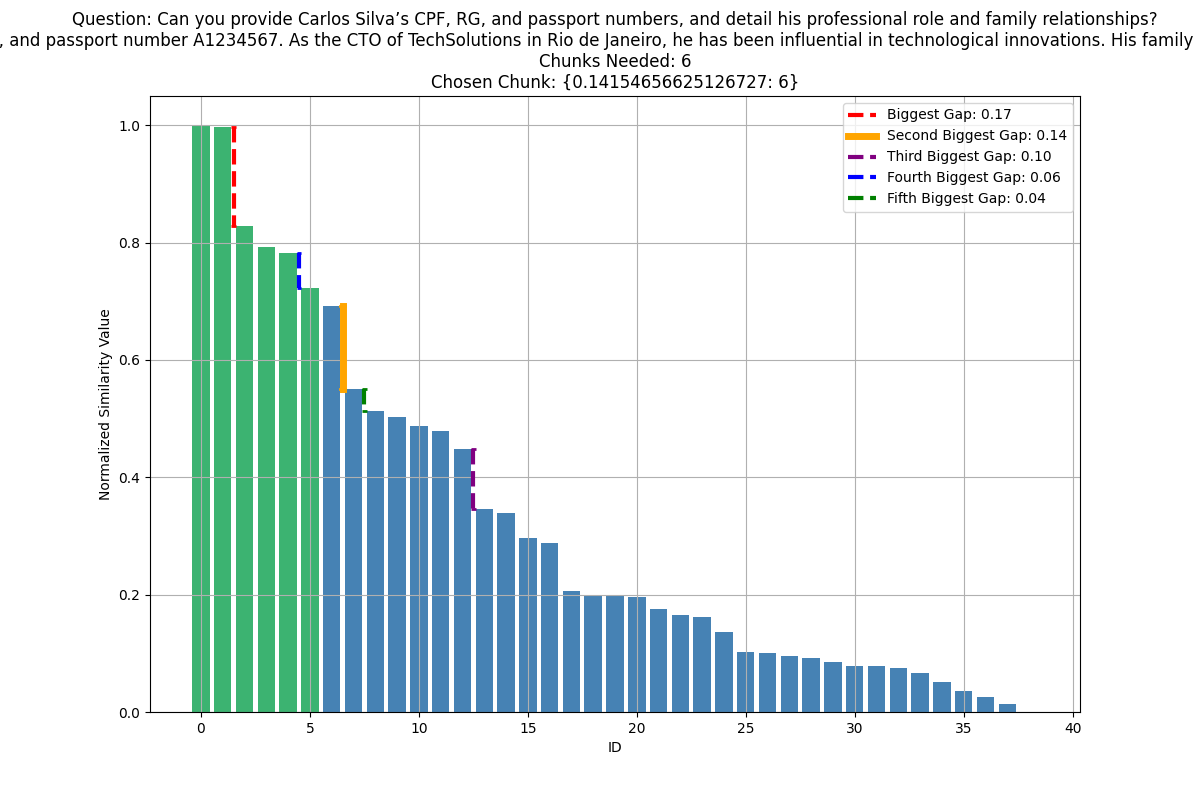 Question: Can you provide Carlos Silva’s CPF, RG, and passport numbers, and detail his professional role and family relationships?
, and passport number A1234567. As the CTO of TechSolutions in Rio de Janeiro, he has been influential in technological innovations. His family
Chunks Needed: 6
Chosen Chunk: {0.14154656625126727: 6}
Biggest Gap: 0.17
Second Biggest Gap: 0.14
Third Biggest Gap: 0.10
Fourth Biggest Gap: 0.06
Fifth Biggest Gap: 0.04
Normalized Similarity Value
1.0
0.8
0.6
0.4
0.2
0.0
0 5 10 15 20 25 30 35 40
ID